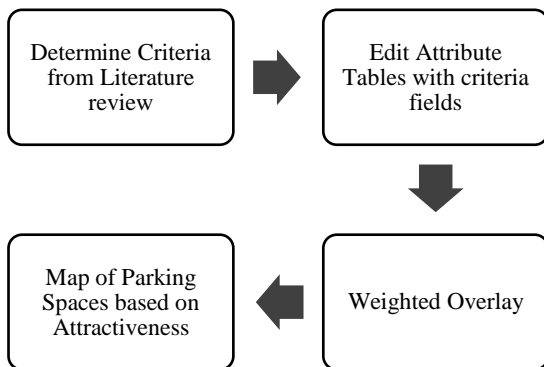 Determine Criteria
from Literature
review
Edit Attribute
Tables with criteria
fields
Weighted Overlay
Map of Parking
Spaces based on
Attractiveness